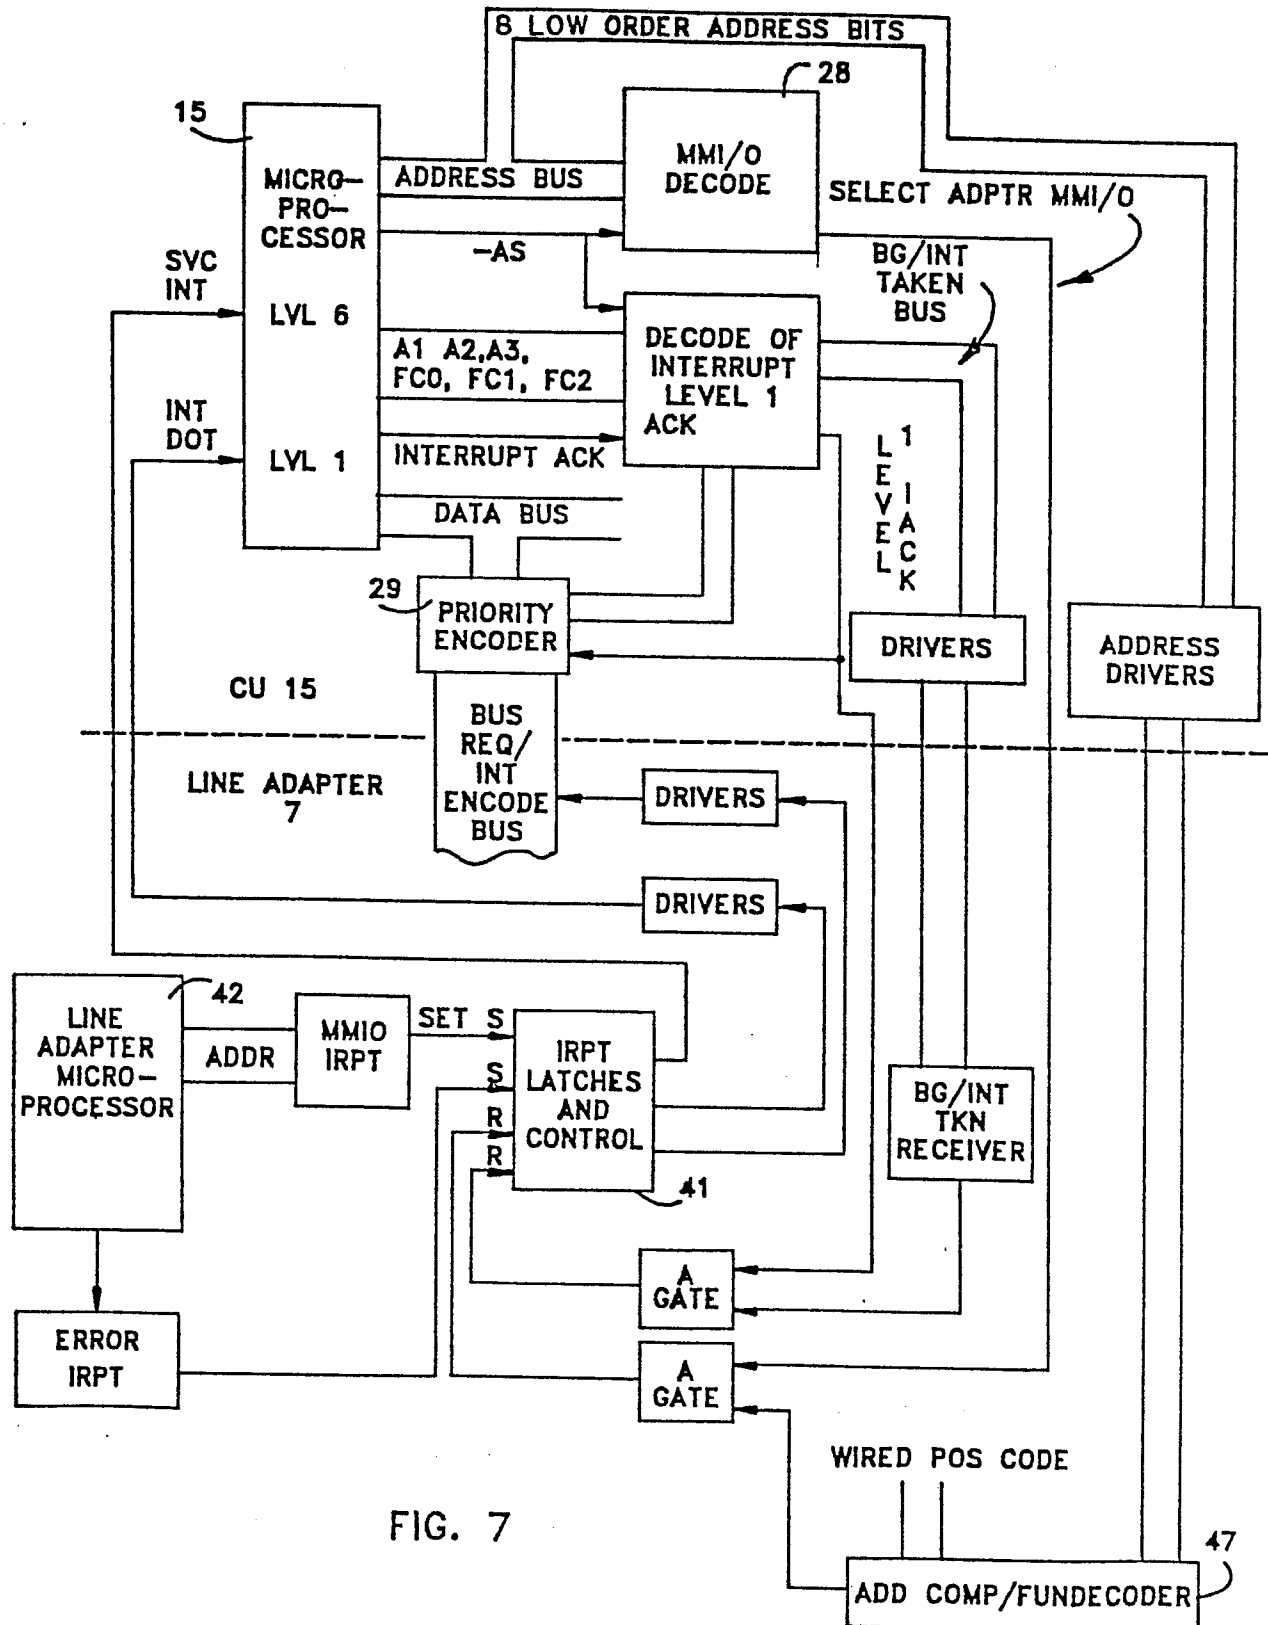 8 LOW ORDER ADDRESS BITS
28
15
MICRO-
PRO-
CESSOR
ADDRESS BUS
MMI/O
DECODE
SELECT ADPTR MMI/O
-AS
BG/INT
TAKEN
BUS
SVC
INT
LVL 6
A1 A2,A3,
FC0, FC1, FC2
DECODE OF
INTERRUPT
LEVEL 1
ACK
INT
DOT
LVL 1
INTERRUPT ACK
LEVEL
1 IACK
DATA BUS
29
PRIORITY
ENCODER
DRIVERS
ADDRESS
DRIVERS
CU 15
BUS
REQ/
INT
ENCODE
BUS
LINE ADAPTER
7
DRIVERS
DRIVERS
42
LINE
ADAPTER
MICRO-
PROCESSOR
ADDR
MMIO
IRPT
SET S
S
R
R
IRPT
LATCHES
AND
CONTROL
41
BG/INT
TKN
RECEIVER
A
GATE
ERROR
IRPT
A
GATE
WIRED POS CODE
FIG. 7
47
ADD COMP/FUNDECODER